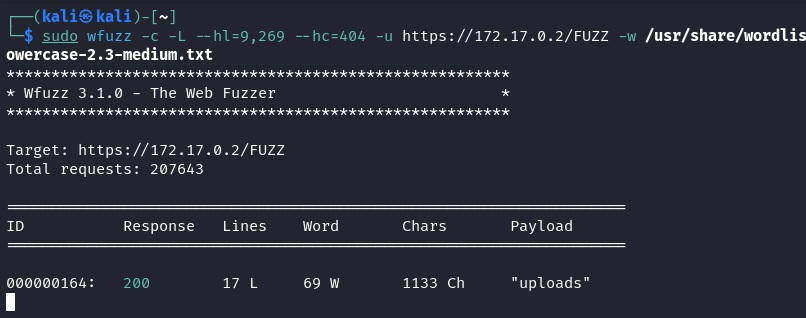 ┌──(kali㉿kali)-[~]
└─$ sudo wfuzz -c -L --hl=9,269 --hc=404 -u https://172.17.0.2/FUZZ -w /usr/share/wordlis
owercase-2.3-medium.txt
********************************************************
* Wfuzz 3.1.0 - The Web Fuzzer                         *
********************************************************
Target: https://172.17.0.2/FUZZ
Total requests: 207643
=====================================================================
ID           Response   Lines    Word       Chars       Payload
=====================================================================
000000164:   200        17 L     69 W       1133 Ch     "uploads"